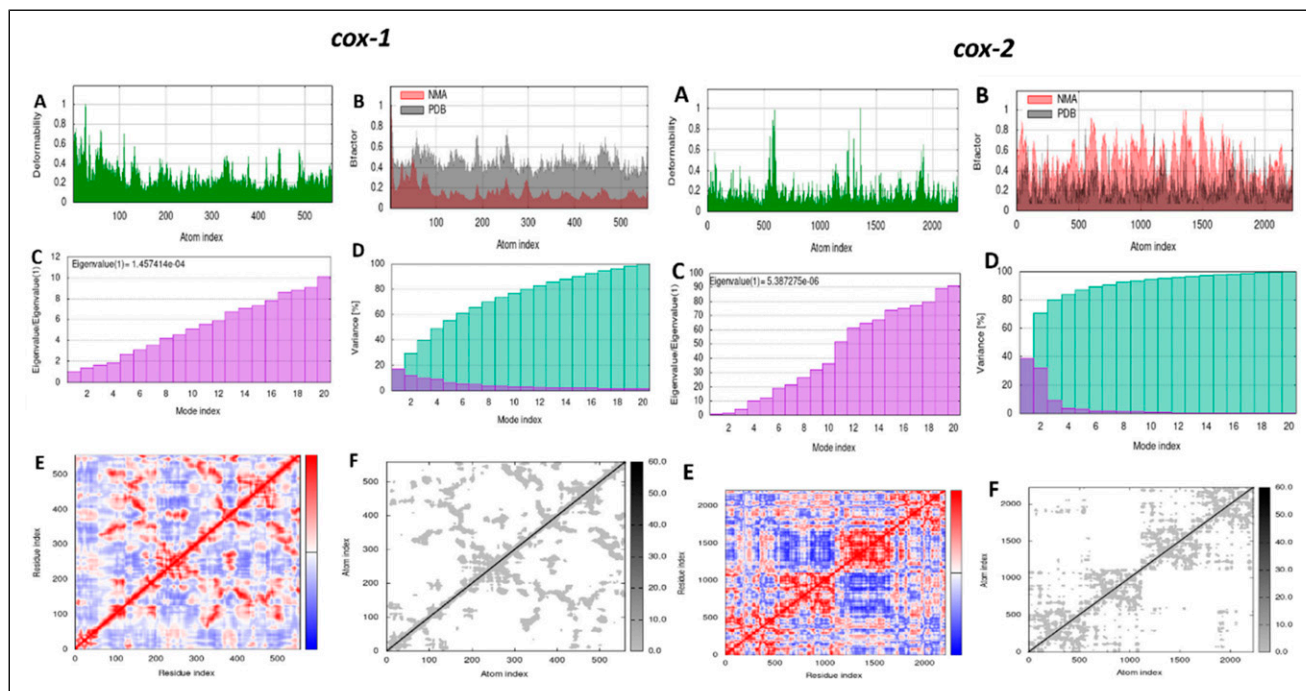 cox-1
cox-2
A
Deformability
1
0.8
0.6
0.4
0.2
0
100 200 300 400 500
Atom index
B
NMA
PDB
Bfactor
1
0.8
0.6
0.4
0.2
0
100 200 300 400 500
Atom index
A
Deformability
1
0.8
0.6
0.4
0.2
0
500 1000 1500 2000
Atom index
B
NMA
PDB
Bfactor
1
0.8
0.6
0.4
0.2
0
500 1000 1500 2000
Atom index
C
Eigenvalue(1)= 1.457414e-04
Eigenvalue/Eigenvalue(1)
12
10
8
6
4
2
0
2 4 6 8 10 12 14 16 18 20
Mode index
D
Variance [%]
100
80
60
40
20
0
2 4 6 8 10 12 14 16 18 20
Mode index
C
Eigenvalue(1)= 5.387275e-06
Eigenvalue/Eigenvalue(1)
100
90
80
70
60
50
40
30
20
10
0
2 4 6 8 10 12 14 16 18 20
Mode index
D
Variance [%]
100
80
60
40
20
0
2 4 6 8 10 12 14 16 18 20
Mode index
E
Residue index
500
400
300
200
100
0
0 100 200 300 400 500
Residue index
F
Atom index
500
400
300
200
100
0
0 100 200 300 400 500
Atom index
60.0
50.0
40.0
30.0
20.0
10.0
0.0
E
Residue index
2000
1500
1000
500
0
0 500 1000 1500 2000
Residue index
F
Atom index
2000
1500
1000
500
0
0 500 1000 1500 2000
Atom index
60.0
50.0
40.0
30.0
20.0
10.0
0.0